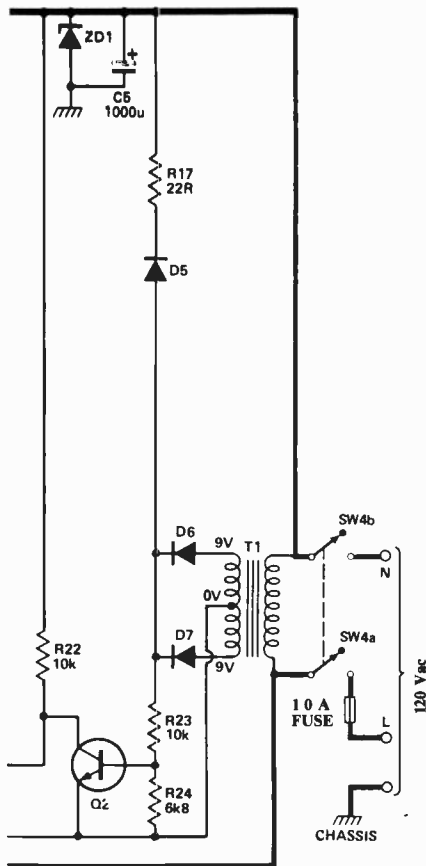 ZD1
+
C5
1000u
R17
22R
D5
D6
9V
T1
SW4b
N
0V
R22
10k
D7
9V
SW4a
120 Vac
R23
10k
10 A
FUSE
L
Q2
R24
6k8
CHASSIS